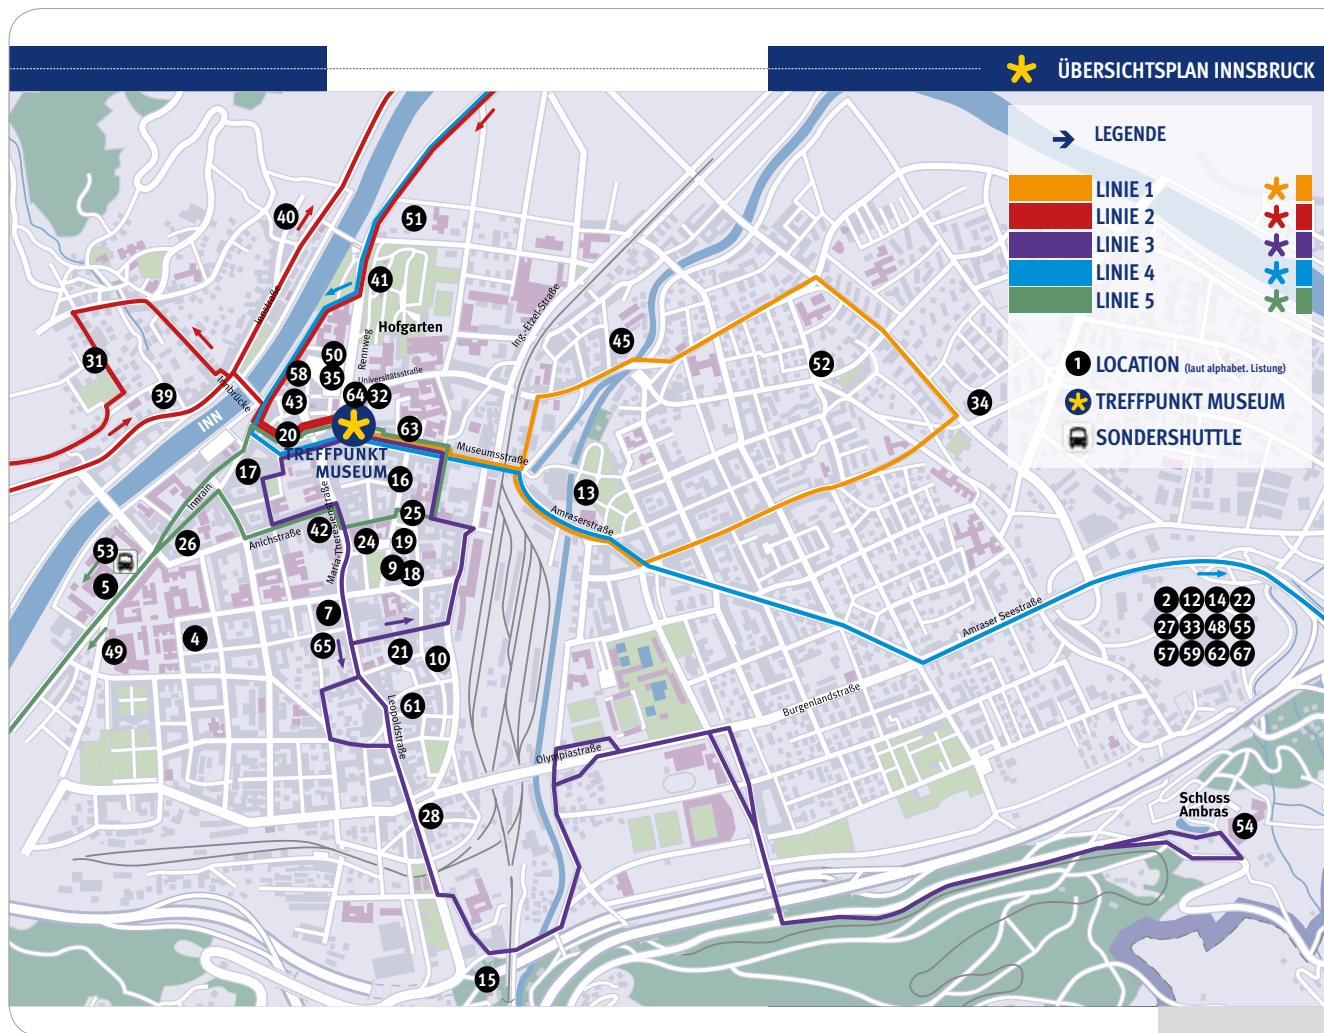 ÜBERSICHTSPLAN INNSBRUCK
LEGENDE
LINIE 1
LINIE 2
LINIE 3
LINIE 4
LINIE 5
1 LOCATION (laut alphabet. Listung)
TREFFPUNKT MUSEUM
SONDERSHUTTLE
40
51
41
Innstraße
Hofgarten
Rennweg
Ing.-Etzel-Straße
45
50
31
58
35
Universitätsstraße
52
Innbrücke
39
43
64
32
34
INN
20
63
TREFFPUNKT
MUSEUM
Museumsstraße
17
16
13
Innrain
Maria-Theresienstraße
25
Amraserstraße
42
Anichstraße
26
24
19
53
9
18
5
2 12 14 22
27 33 48 55
57 59 62 67
7
Amraser Seestraße
4
65
49
21
10
Burgenlandstraße
61
Leopoldstraße
Olympiastraße
28
Schloss
Ambras
54
15